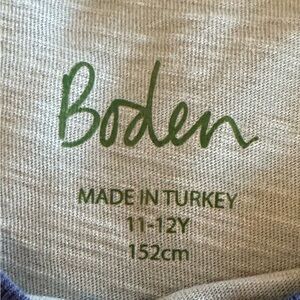 Boden
MADE IN TURKEY
11-12Y
152cm